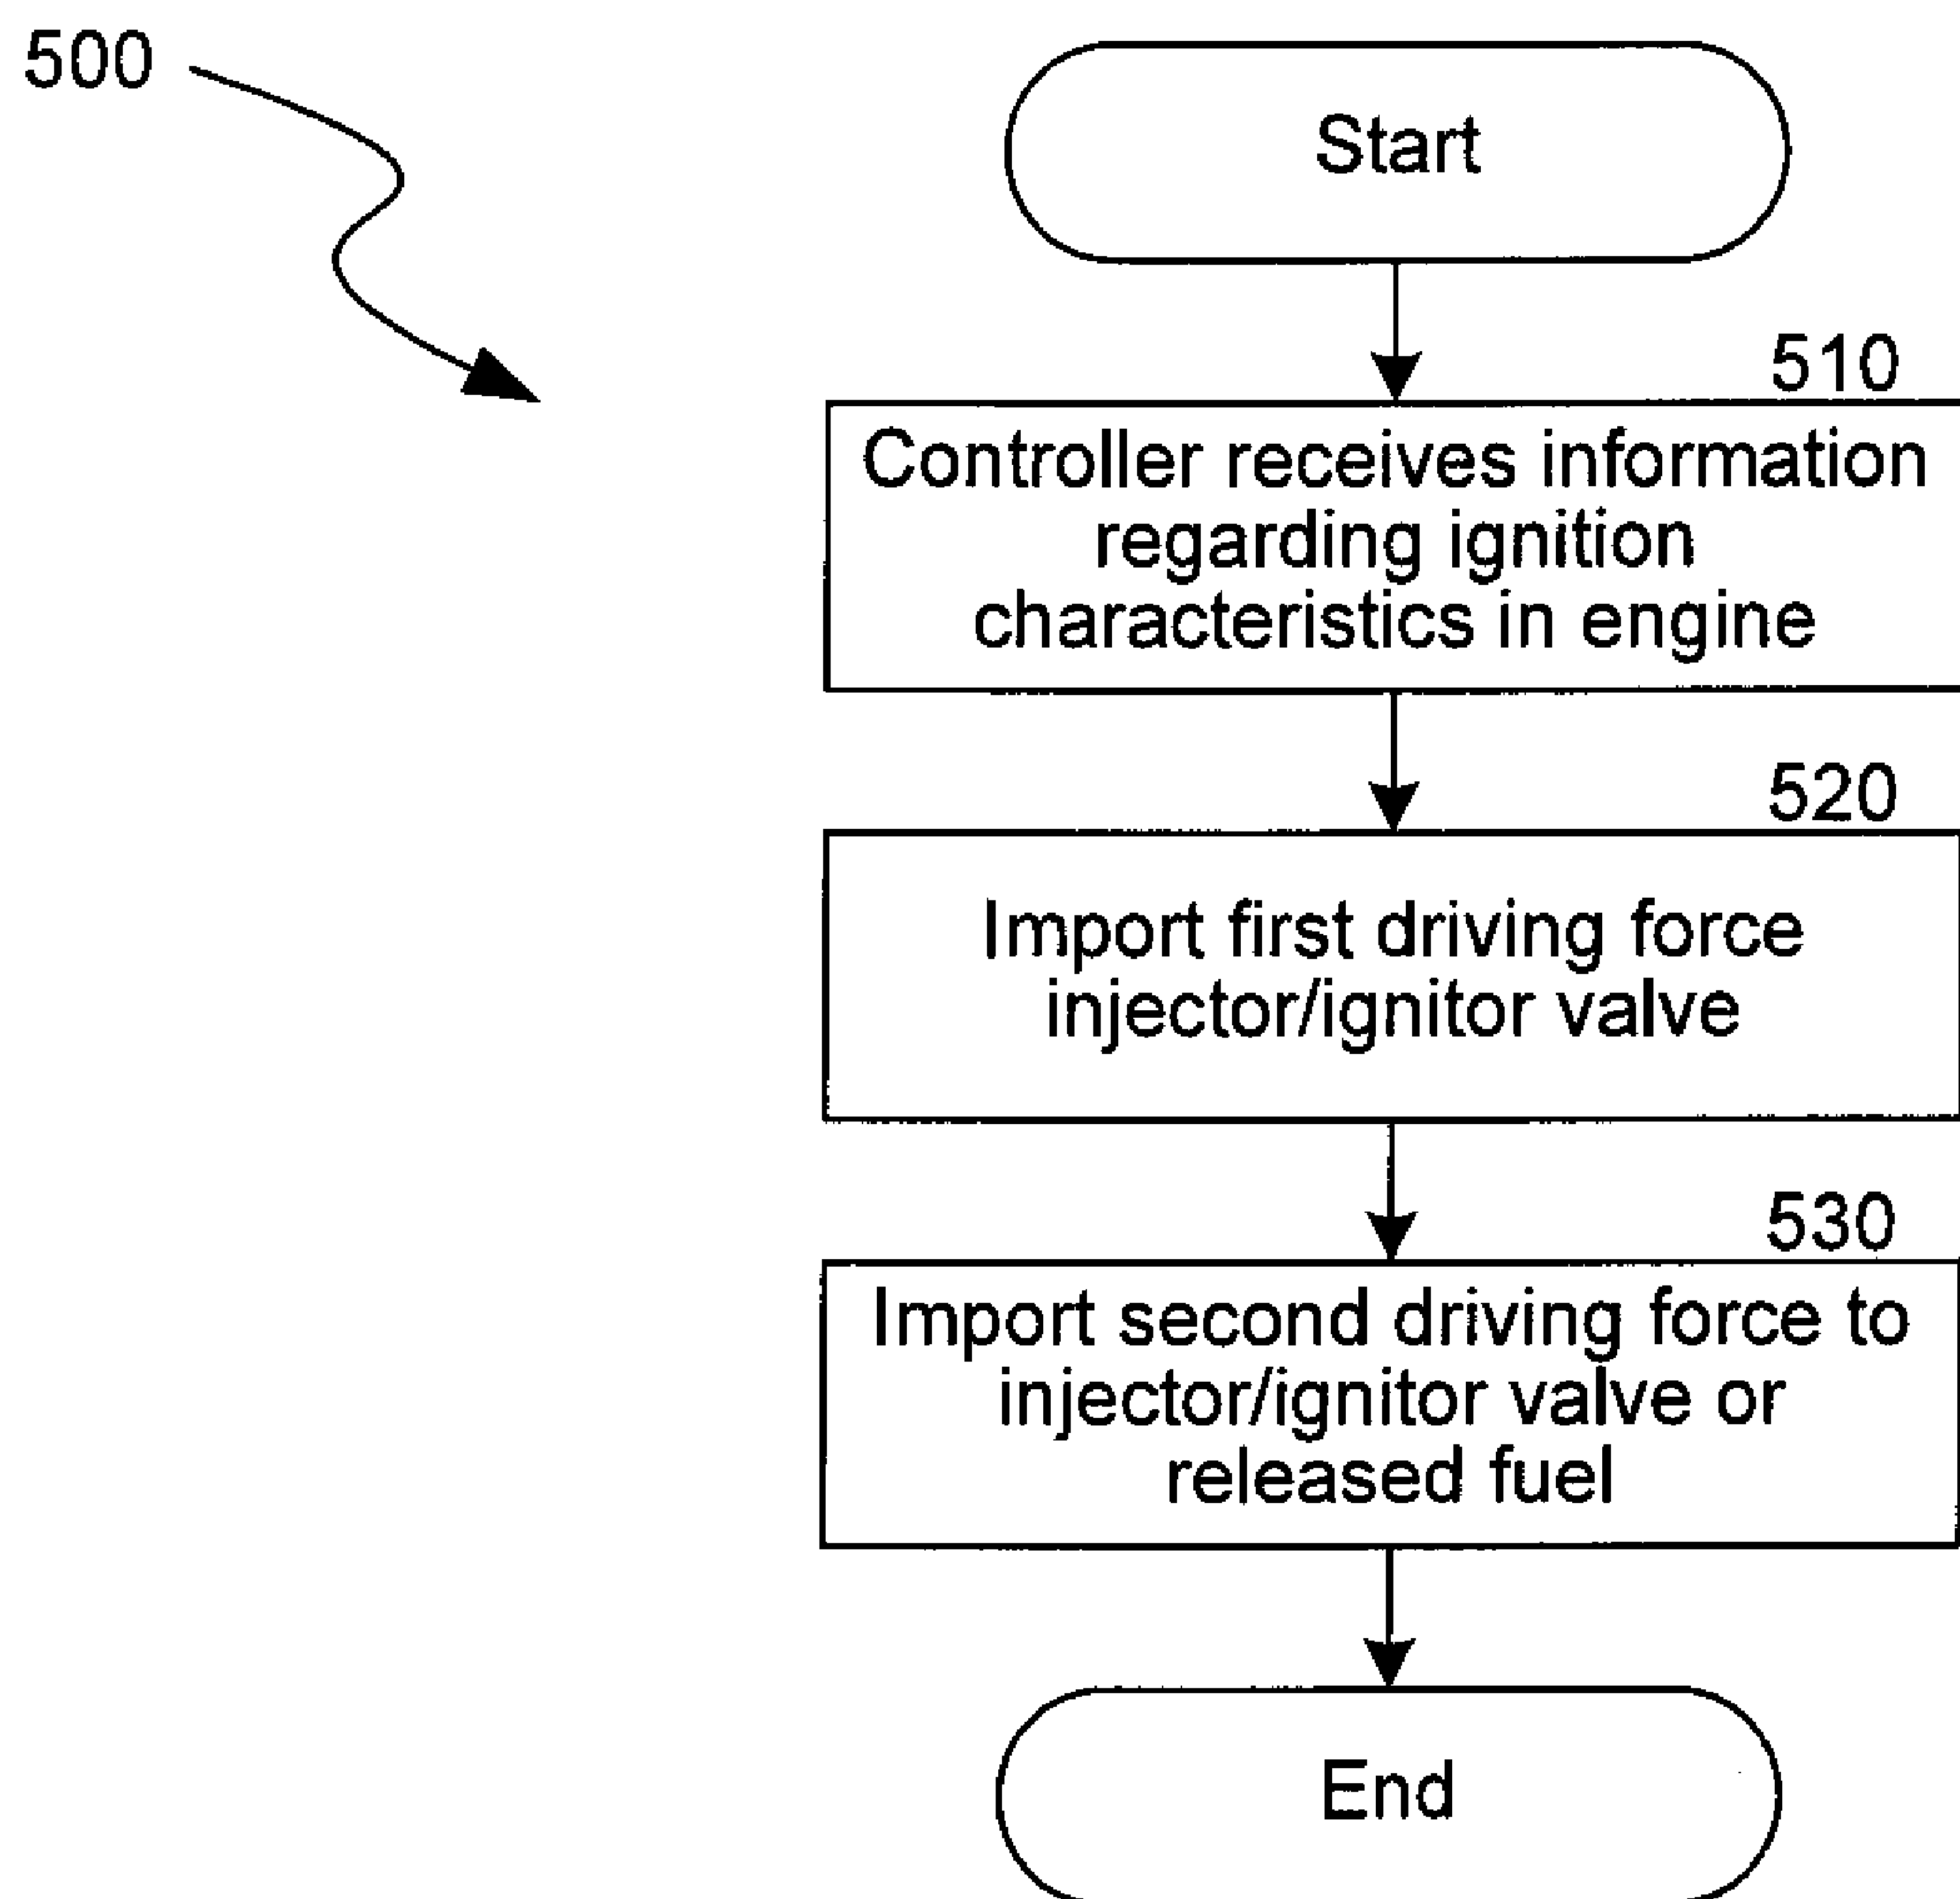 500
Start
510
Controller receives information
regarding ignition
characteristics in engine
520
Import first driving force
injector/ignitor valve
530
Import second driving force to
injector/ignitor valve or
released fuel
End